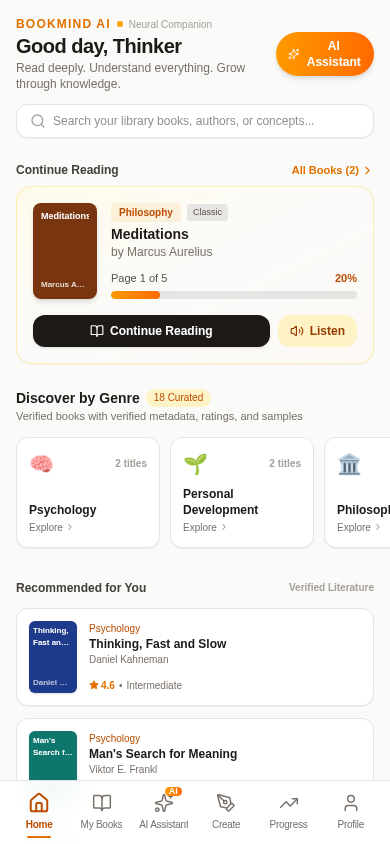 BOOKMIND AI Neural Companion
Good day, Thinker
Read deeply. Understand everything. Grow
through knowledge.
AI
Assistant
Search your library books, authors, or concepts...
Continue Reading
All Books (2)
Meditations
Marcus A...
Philosophy Classic
Meditations
by Marcus Aurelius
Page 1 of 5 20%
Continue Reading
Listen
Discover by Genre 18 Curated
Verified books with verified metadata, ratings, and samples
2 titles
Psychology
Explore
2 titles
Personal
Development
Explore
Philosoph
Explore
Recommended for You Verified Literature
Thinking,
Fast an...
Daniel ...
Psychology
Thinking, Fast and Slow
Daniel Kahneman
4.6 • Intermediate
Man's
Search f...
Psychology
Man's Search for Meaning
Viktor E. Frankl
AI
Home My Books AI Assistant Create Progress Profile